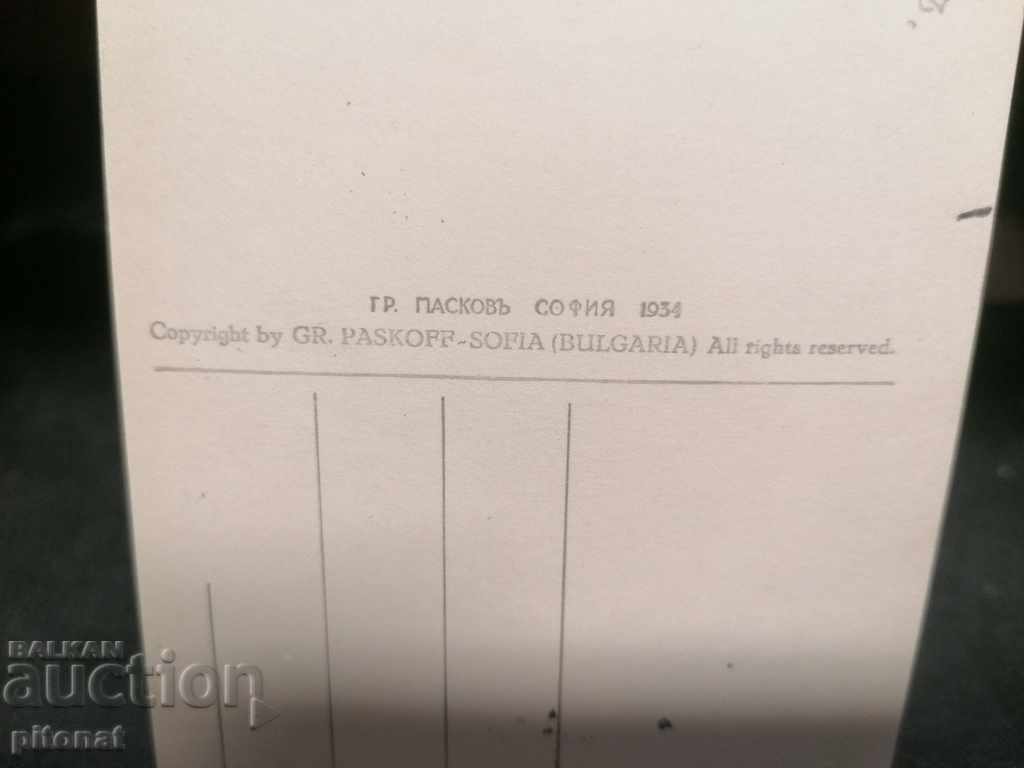 ГР. ПАСКОВЪ СОФИЯ 1934
Copyright by GR. PASKOFF-SOFIA (BULGARIA) All rights reserved.
BALKAN
auction
pitonat